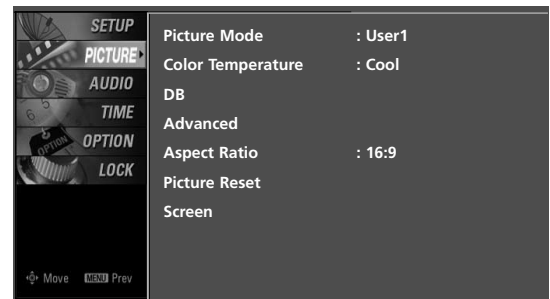 SETUP
PICTURE
AUDIO
TIME
OPTION
LOCK
Move MENU Prev
Picture Mode : User1
Color Temperature : Cool
DB
Advanced
Aspect Ratio : 16:9
Picture Reset
Screen